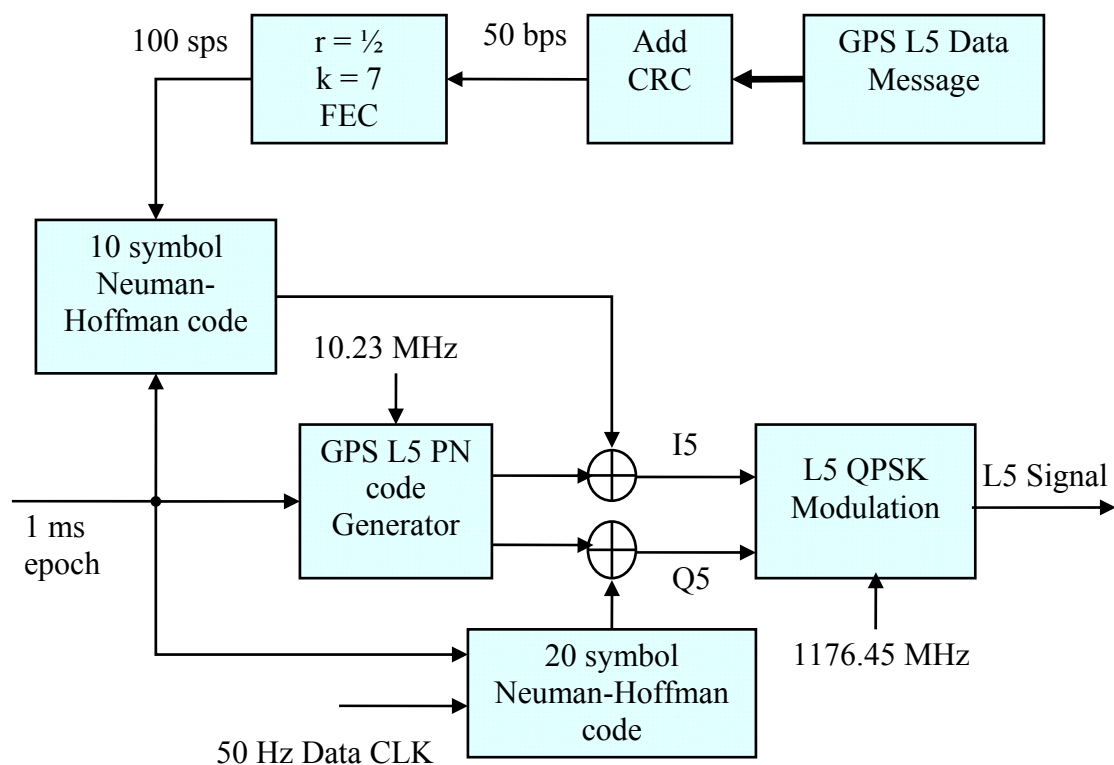 100 sps
r = ½
k = 7
FEC
50 bps
Add
CRC
GPS L5 Data
Message
10 symbol
Neuman-
Hoffman code
10.23 MHz
GPS L5 PN
code
Generator
I5
L5 QPSK
Modulation
L5 Signal
1 ms
epoch
Q5
20 symbol
Neuman-Hoffman
code
1176.45 MHz
50 Hz Data CLK